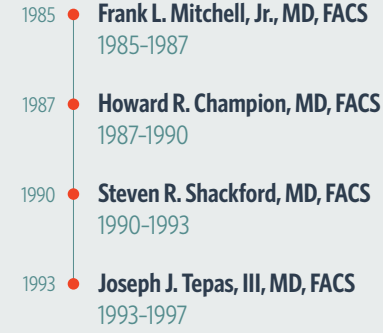 1985 Frank L. Mitchell, Jr., MD, FACS
1985-1987
1987 Howard R. Champion, MD, FACS
1987-1990
1990 Steven R. Shackford, MD, FACS
1990-1993
1993 Joseph J. Tepas, III, MD, FACS
1993-1997